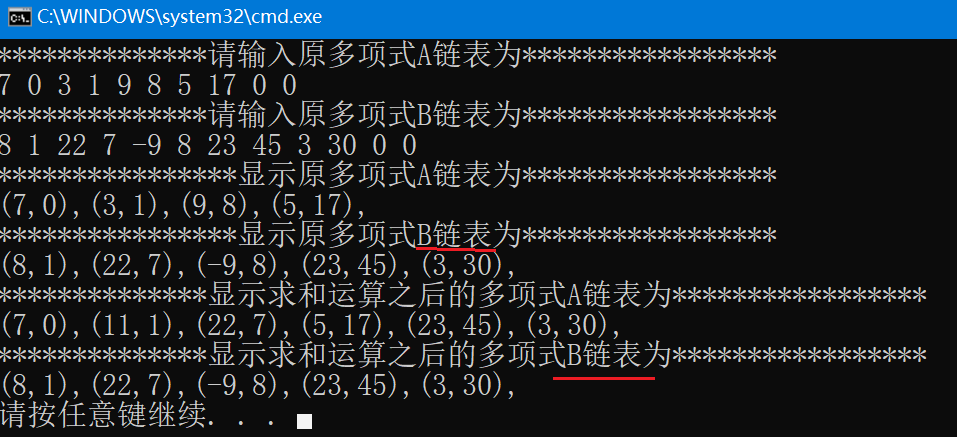 C:\WINDOWS\system32\cmd.exe
**************请输入原多项式A链表为*****************
7 0 3 1 9 8 5 17 0 0
**************请输入原多项式B链表为*****************
8 1 22 7 -9 8 23 45 3 30 0 0
****************显示原多项式A链表为*****************
(7,0),(3,1),(9,8),(5,17),
****************显示原多项式B链表为*****************
(8,1),(22,7),(-9,8),(23,45),(3,30),
**************显示求和运算之后的多项式A链表为*****************
(7,0),(11,1),(22,7),(5,17),(23,45),(3,30),
**************显示求和运算之后的多项式B链表为*****************
(8,1),(22,7),(-9,8),(23,45),(3,30),
请按任意键继续. . .